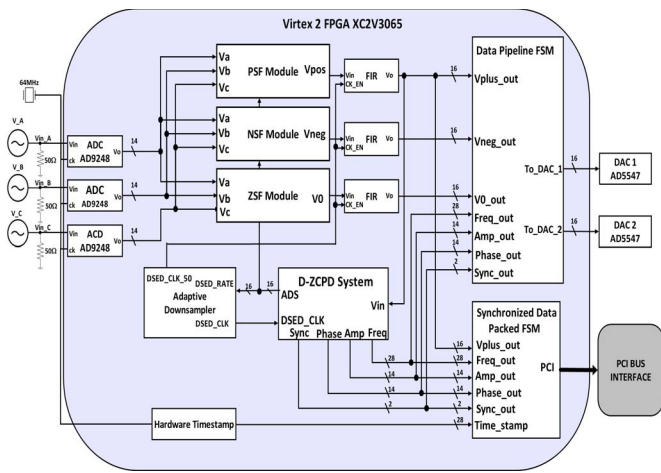 Virtex 2 FPGA XC2V3065
64MHz
V_A
Vin_A
50Ω
Vin
ck
ADC
AD9248
Vo
14
V_B
Vin_B
50Ω
Vin
ck
ADC
AD9248
Vo
14
V_C
Vin_C
50Ω
Vin
ck
ACD
AD9248
Vo
14
Va
Vb
Vc
PSF Module
Vpos
Va
Vb
Vc
NSF Module
Vneg
Va
Vb
Vc
ZSF Module
V0
Vin
CK_EN
FIR
Vo
Vin
CK_EN
FIR
Vo
Vin
CK_EN
FIR
Vo
Data Pipeline FSM
16
Vplus_out
16
Vneg_out
16
V0_out
28
Freq_out
14
Amp_out
14
Phase_out
2
Sync_out
To_DAC_1
16
To_DAC_2
16
DAC 1
AD5547
DAC 2
AD5547
DSED_CLK_50
DSED_RATE
Adaptive
Downsampler
DSED_CLK
16
16
D-ZCPD System
ADS
Vin
DSED_CLK
Sync
Phase
Amp
Freq
28
14
14
2
Synchronized Data
Packed FSM
16
Vplus_out
28
Freq_out
14
Amp_out
14
Phase_out
2
Sync_out
28
Time_stamp
PCI
PCI BUS
INTERFACE
Hardware Timestamp